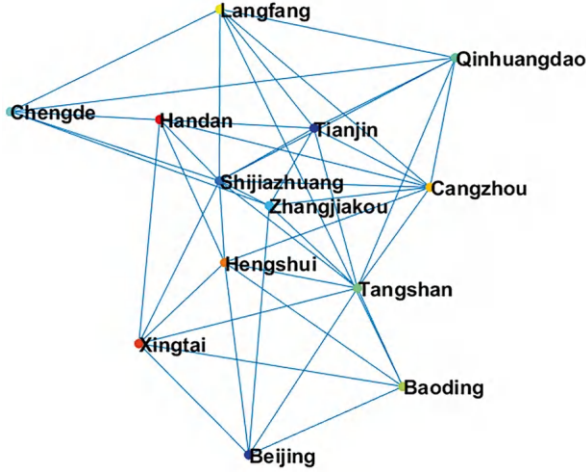 Langfang
Qinhuangdao
Chengde
Handan
Tianjin
Shijiazhuang
Cangzhou
Zhangjiakou
Hengshui
Tangshan
Xingtai
Baoding
Beijing